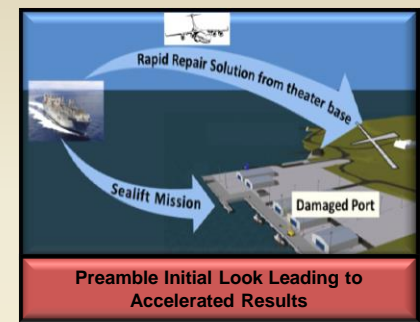 Rapid Repair Solution from theater base
Sealift Mission
Damaged Port
Preamble Initial Look Leading to
Accelerated Results